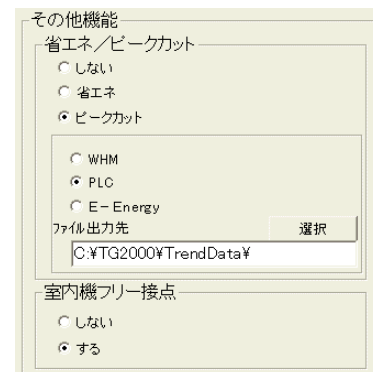 その他機能
省エネ／ピークカット
しない
省エネ
ピークカット
WHM
PLC
E－Energy
ファイル出力先
選択
C:¥TG2000¥TrendData¥
室内機フリー接点
しない
する